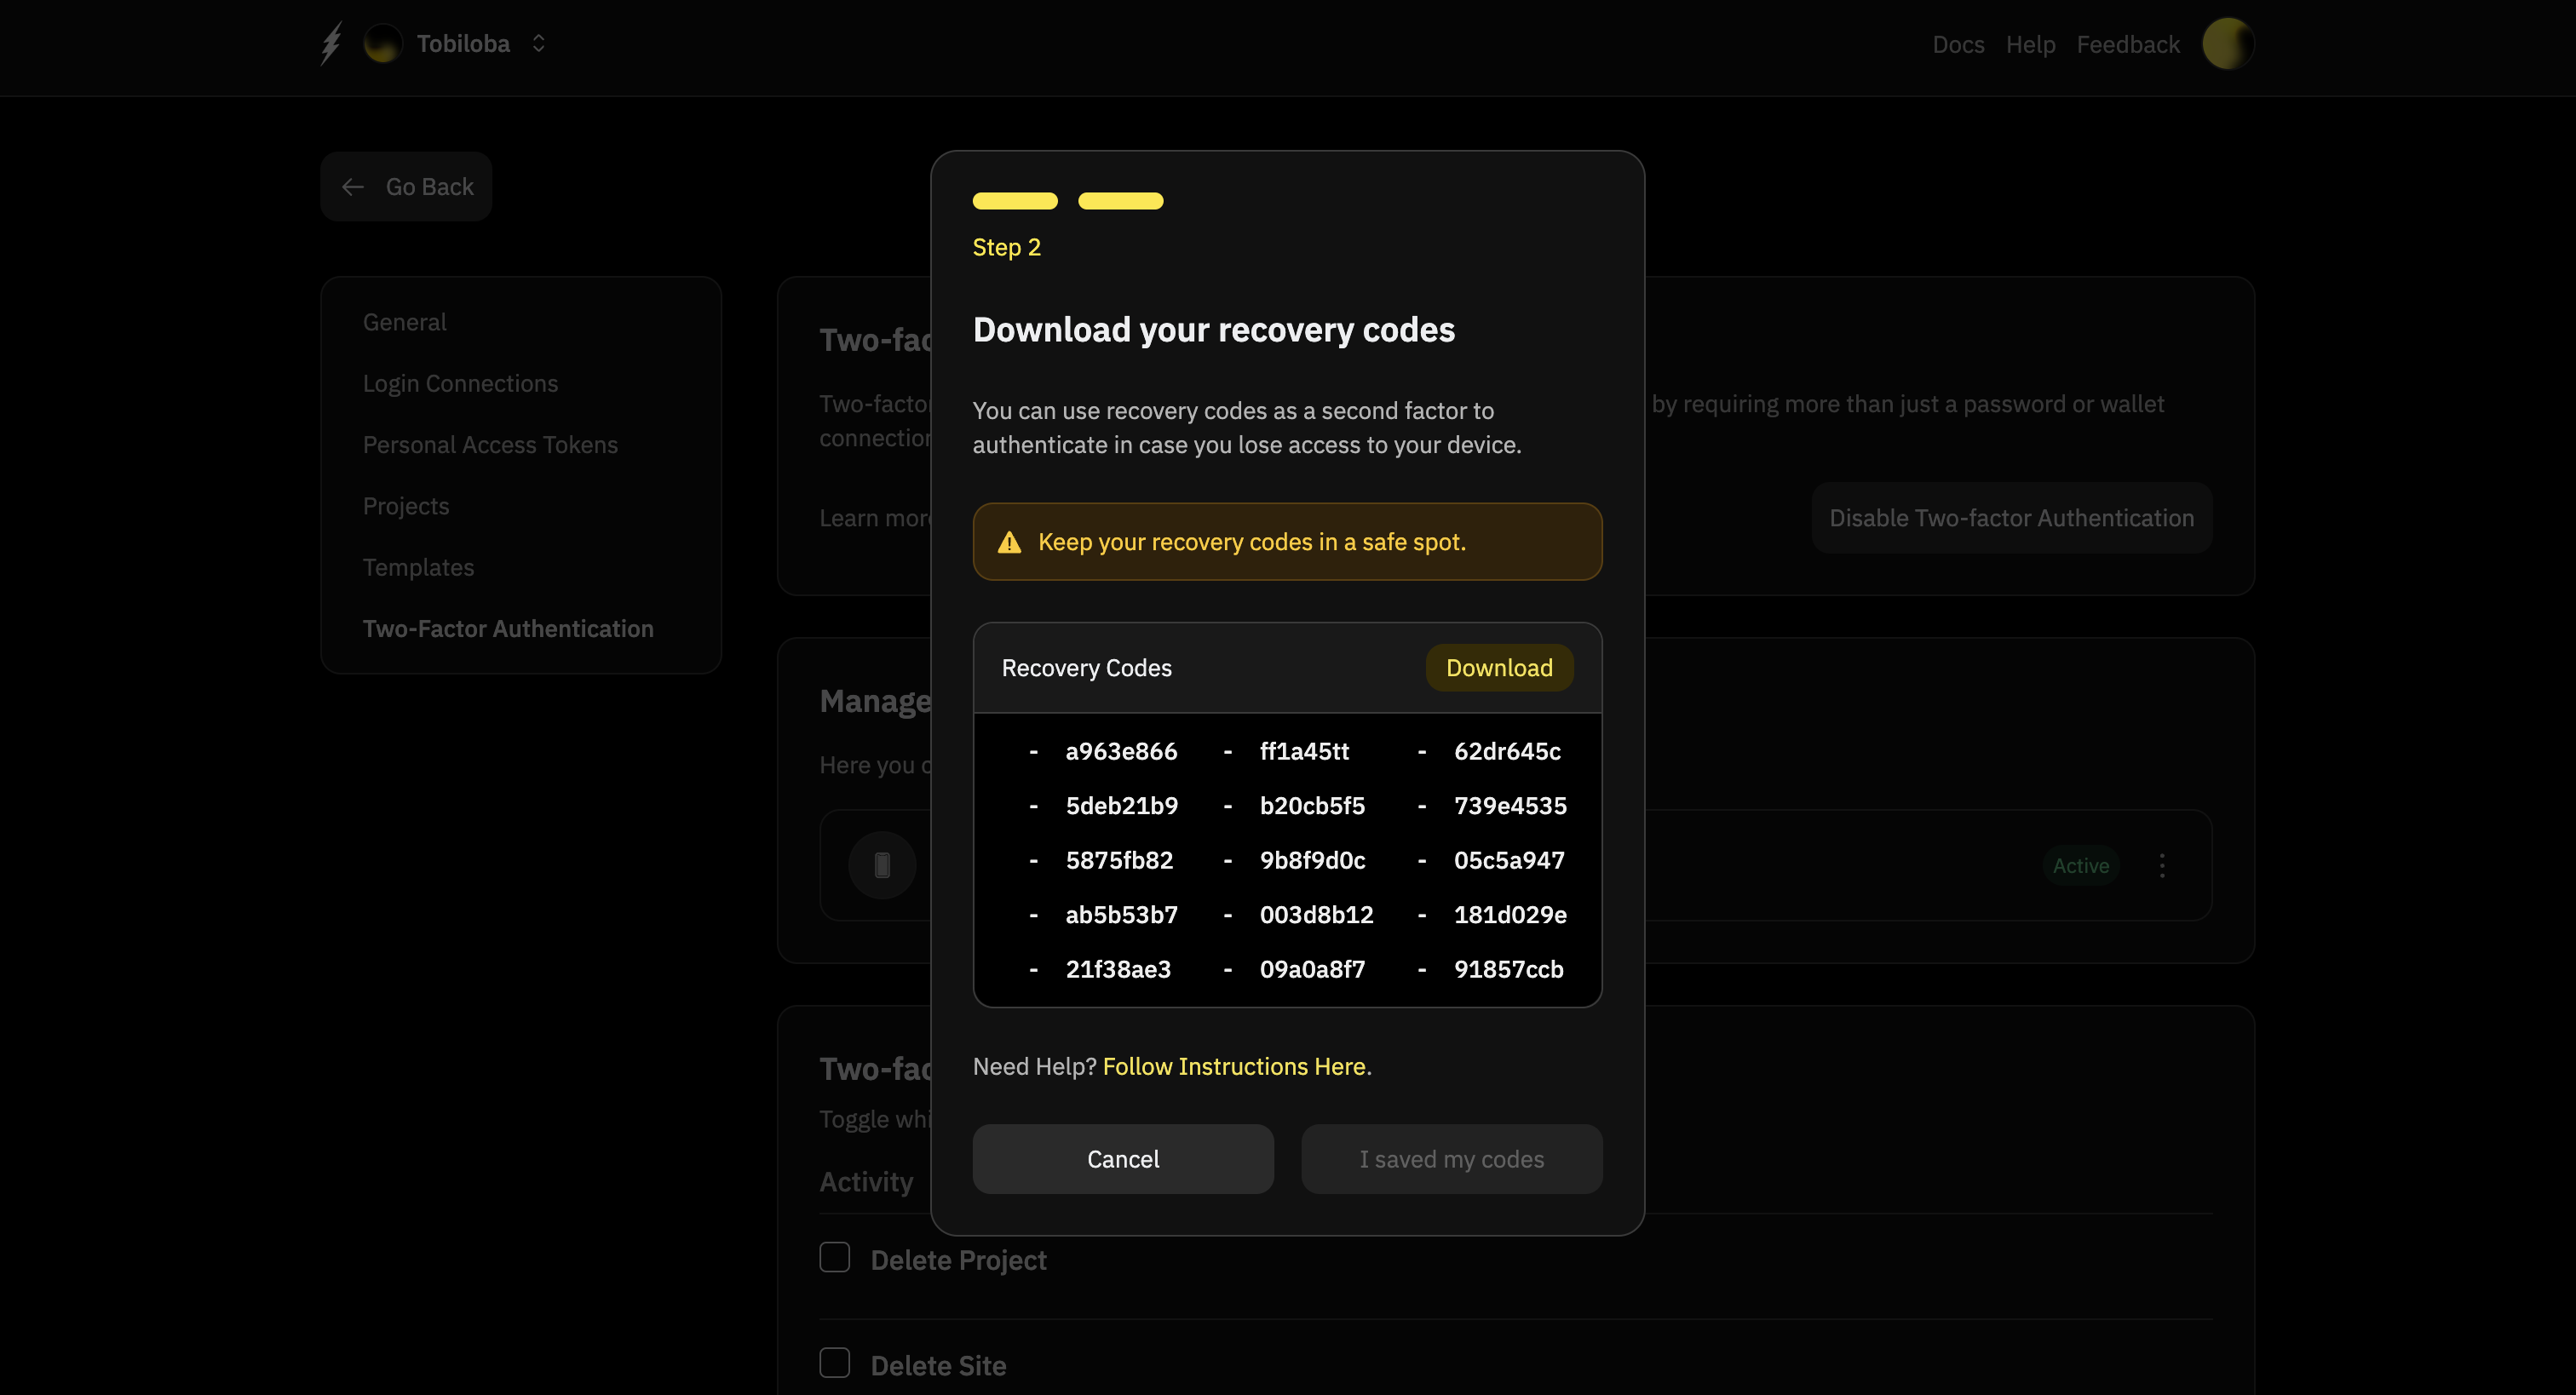 Tobiloba
Docs Help Feedback
Go Back
General
Login Connections
Personal Access Tokens
Projects
Templates
Two-Factor Authentication
Two-fac
Two-factor
by requiring more than just a password or wallet
connection
Learn more
Disable Two-factor Authentication
Manage
Here you c
Active
Two-fac
Toggle whi
Activity
Delete Project
Delete Site
Step 2
Download your recovery codes
You can use recovery codes as a second factor to
authenticate in case you lose access to your device.
Keep your recovery codes in a safe spot.
Recovery Codes
Download
- a963e866 - ff1a45tt - 62dr645c
- 5deb21b9 - b20cb5f5 - 739e4535
- 5875fb82 - 9b8f9d0c - 05c5a947
- ab5b53b7 - 003d8b12 - 181d029e
- 21f38ae3 - 09a0a8f7 - 91857ccb
Need Help? Follow Instructions Here.
Cancel
I saved my codes